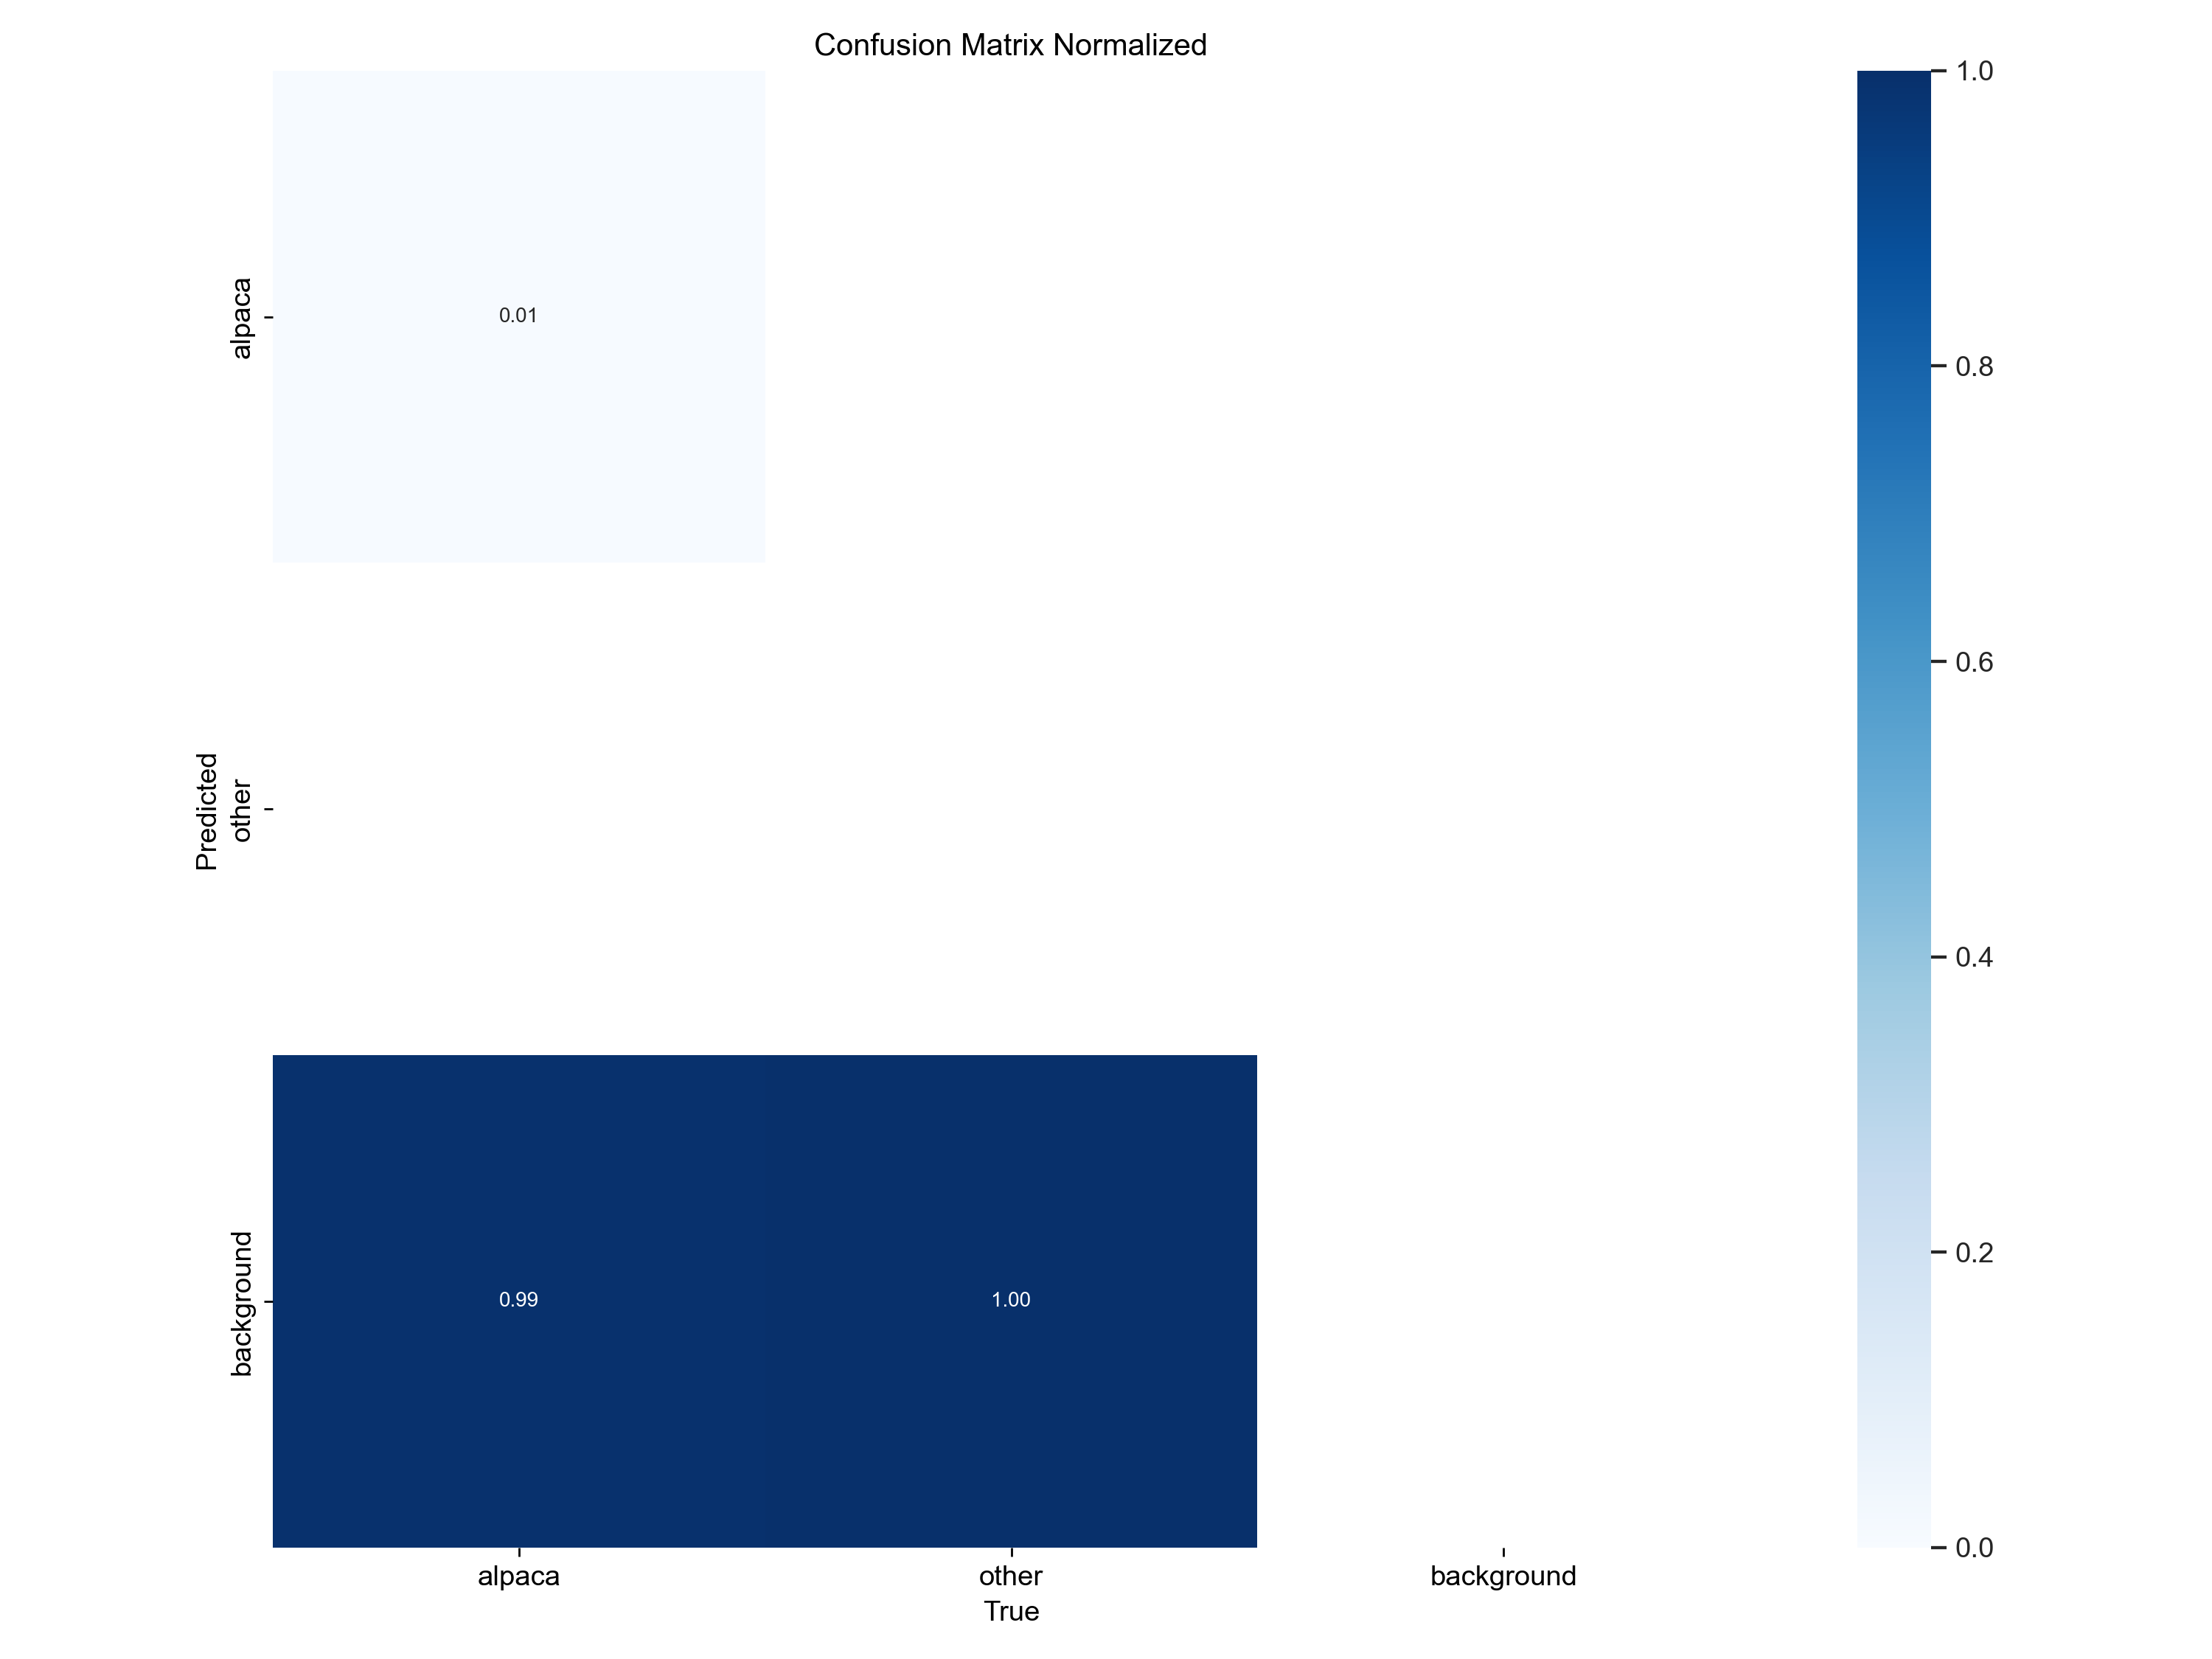 Confusion Matrix Normalized
1.0
0.8
0.6
0.4
0.2
0.0
Predicted
alpaca
other
background
0.01
0.99
1.00
alpaca
other
background
True